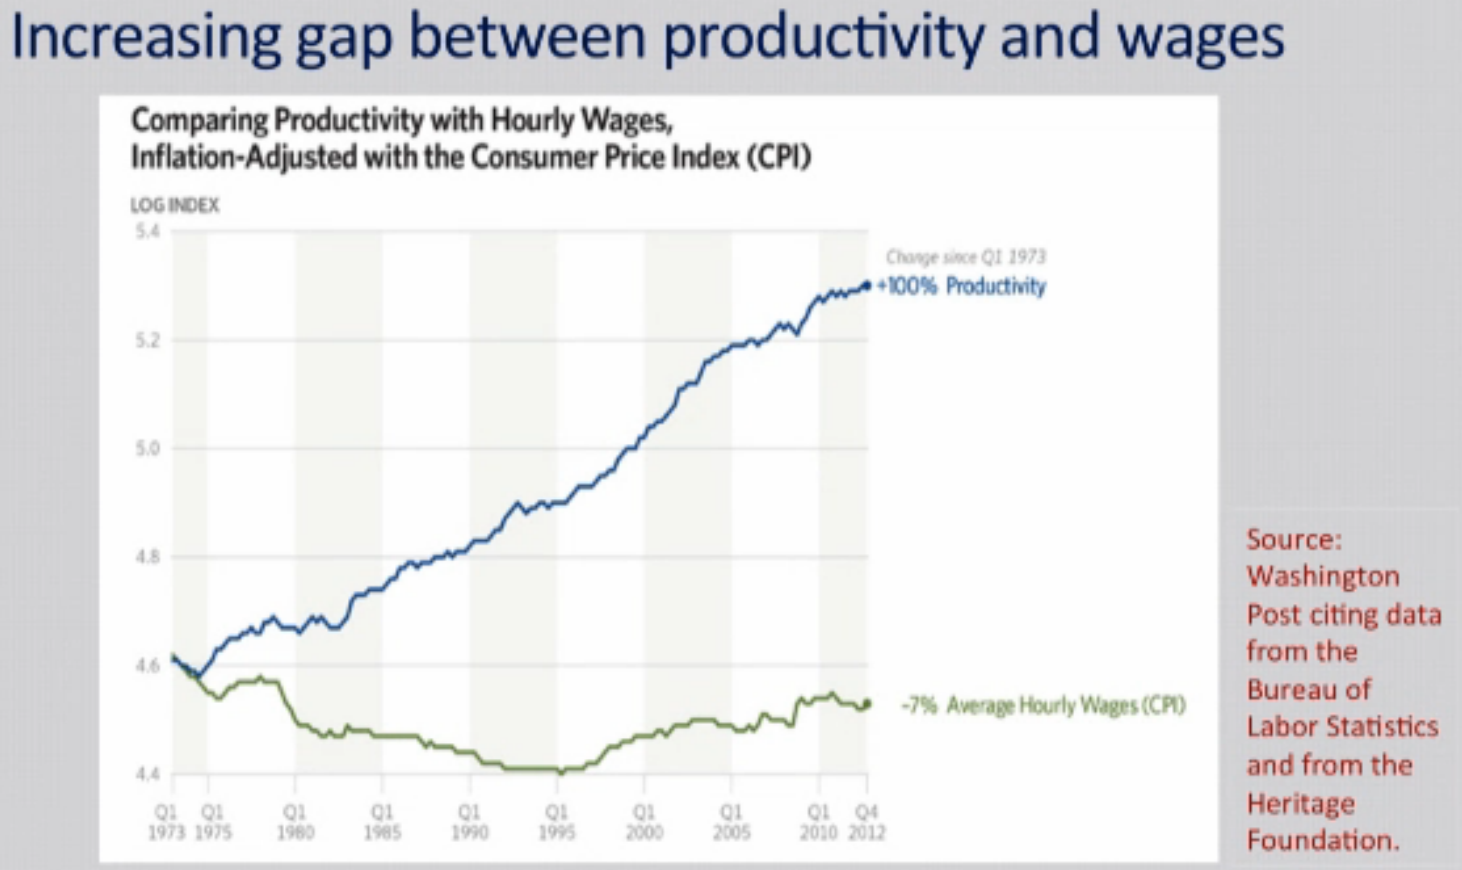 Increasing gap between productivity and wages
Comparing Productivity with Hourly Wages,
Inflation-Adjusted with the Consumer Price Index (CPI)
LOG INDEX
5.4
5.2
5.0
4.8
4.6
4.4
Change since Q1 1973
+100% Productivity
-7% Average Hourly Wages (CPI)
Q1 Q1 Q1 Q1 Q1 Q1 Q1 Q1 Q1 Q4
1973 1975 1980 1985 1990 1995 2000 2005 2010 2012
Source:
Washington
Post citing data
from the
Bureau of
Labor Statistics
and from the
Heritage
Foundation.